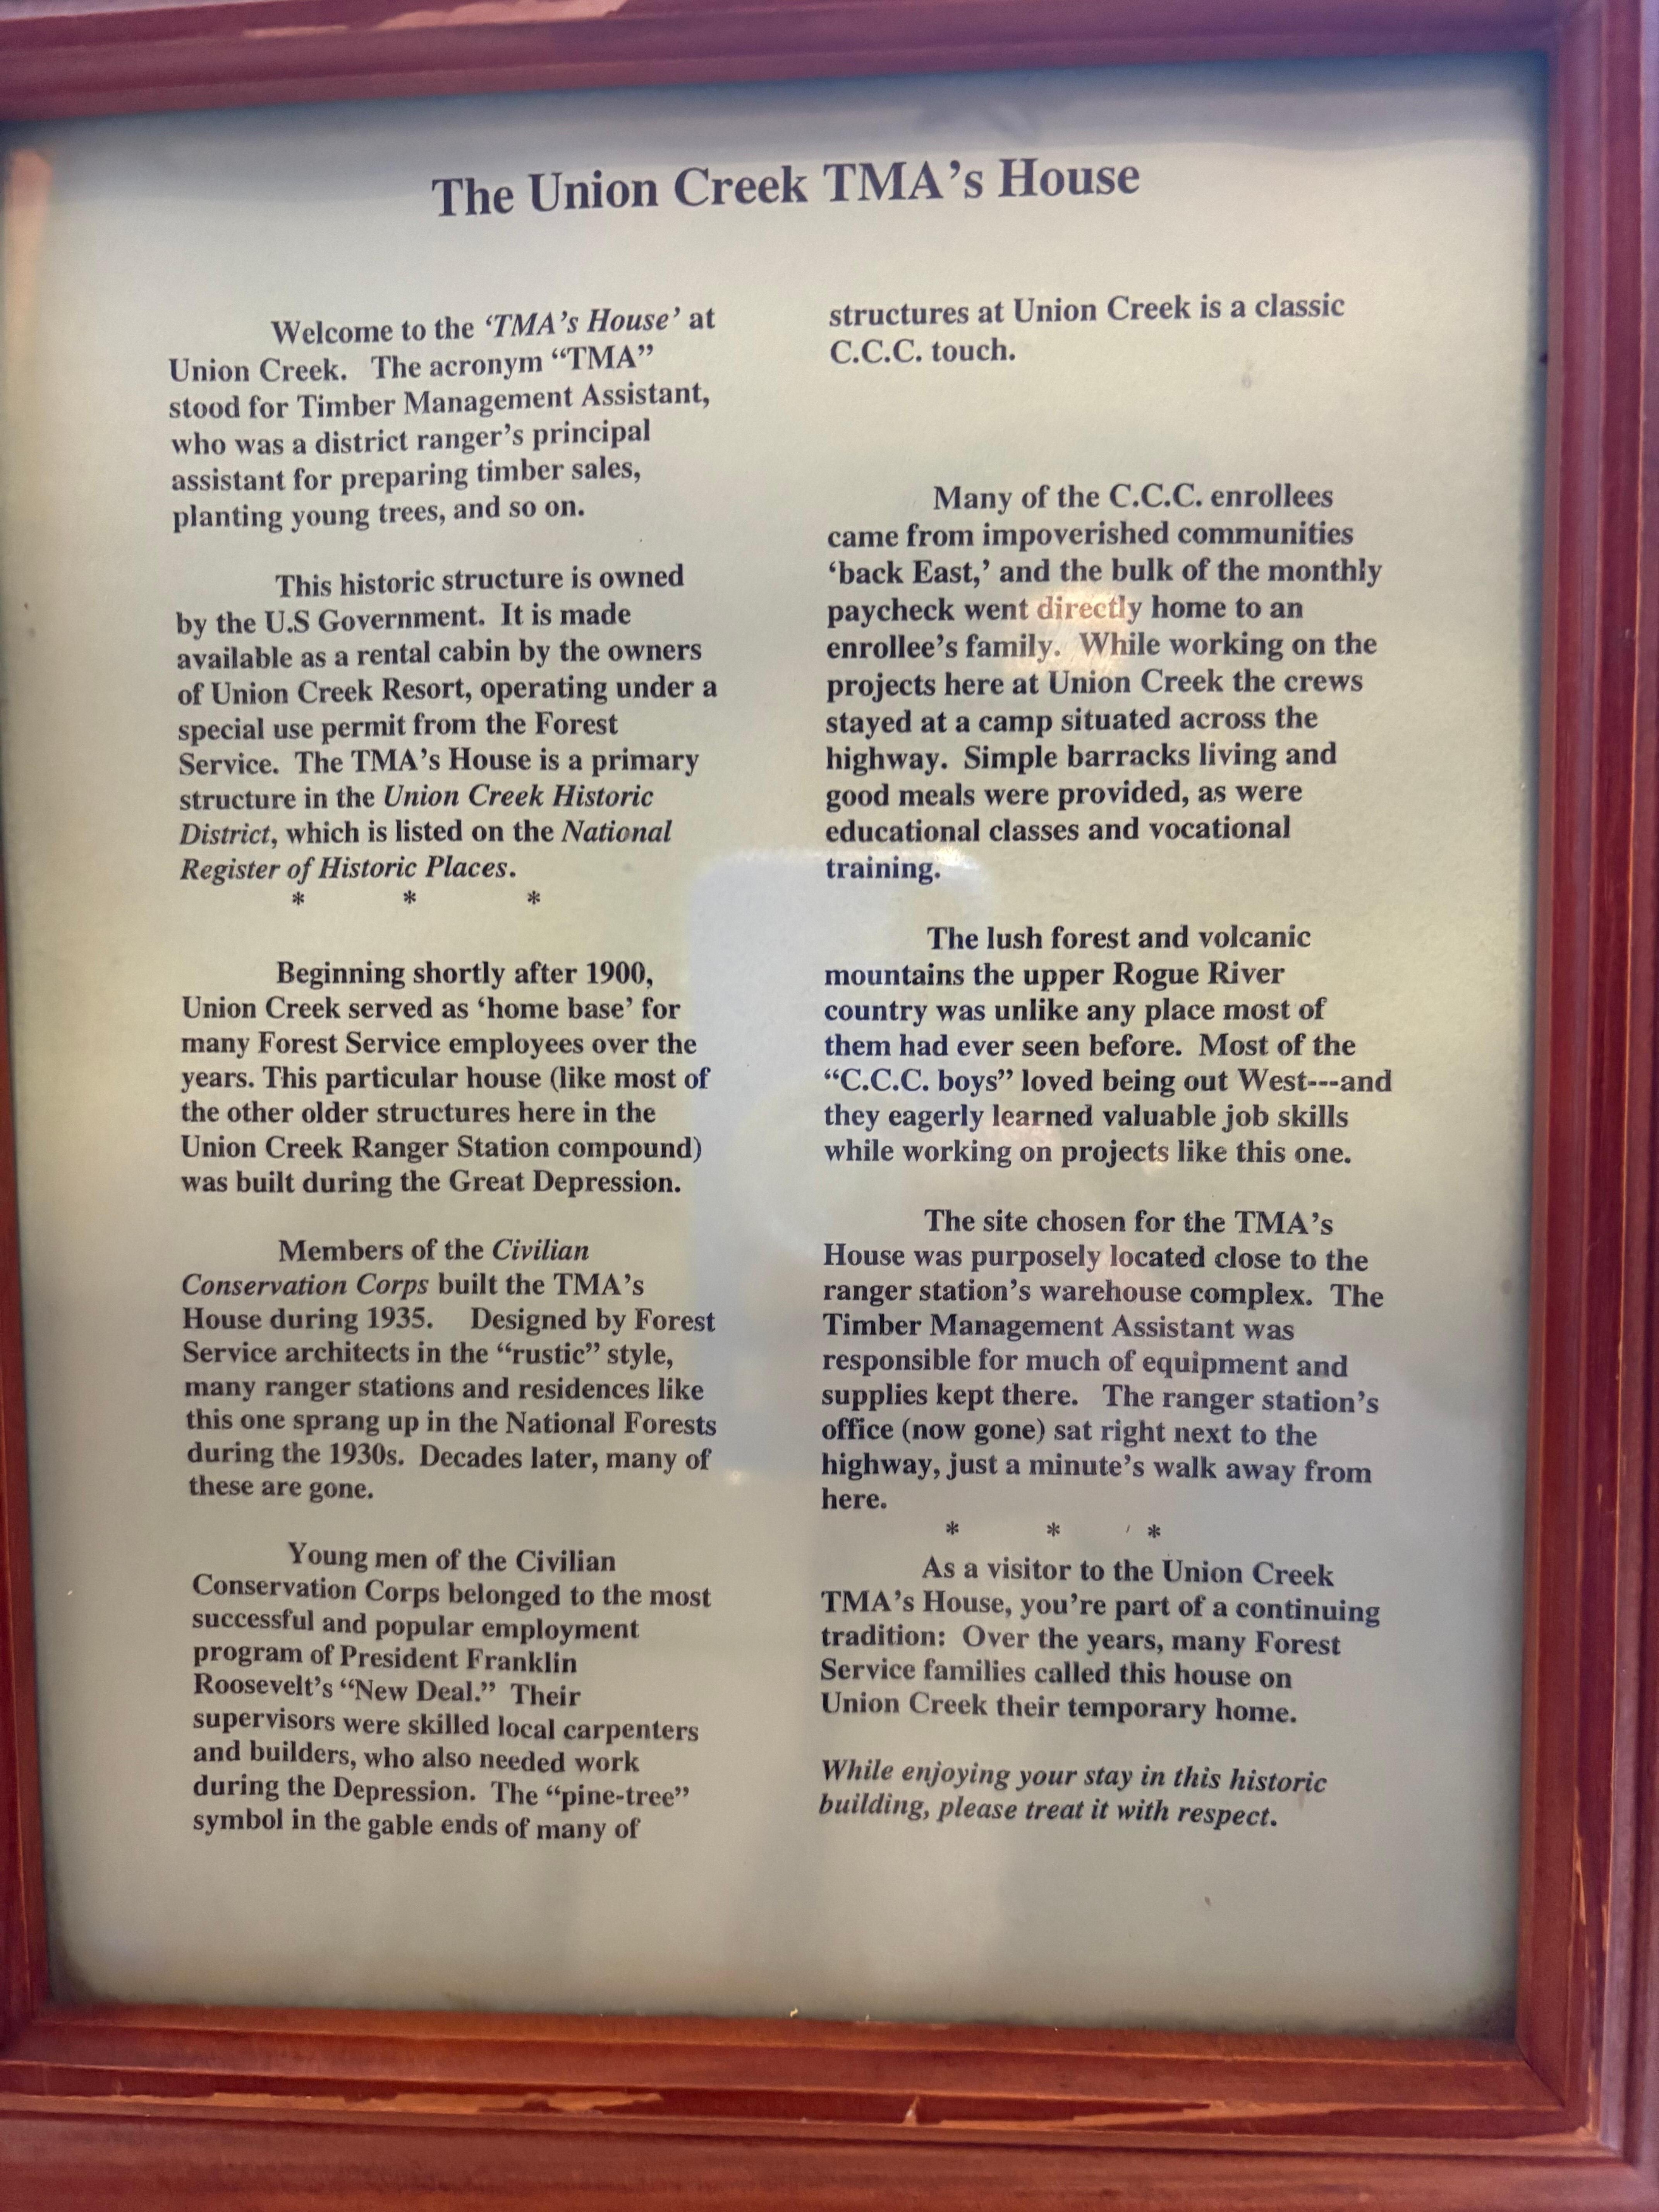 The Union Creek TMA's House
Welcome to the ‘TMA's House’ at
Union Creek. The acronym “TMA”
stood for Timber Management Assistant,
who was a district ranger's principal
assistant for preparing timber sales,
planting young trees, and so on.
This historic structure is owned
by the U.S Government. It is made
available as a rental cabin by the owners
of Union Creek Resort, operating under a
special use permit from the Forest
Service. The TMA's House is a primary
structure in the Union Creek Historic
District, which is listed on the National
Register of Historic Places.
* * *
Beginning shortly after 1900,
Union Creek served as ‘home base’ for
many Forest Service employees over the
years. This particular house (like most of
the other older structures here in the
Union Creek Ranger Station compound)
was built during the Great Depression.
Members of the Civilian
Conservation Corps built the TMA's
House during 1935. Designed by Forest
Service architects in the “rustic” style,
many ranger stations and residences like
this one sprang up in the National Forests
during the 1930s. Decades later, many of
these are gone.
Young men of the Civilian
Conservation Corps belonged to the most
successful and popular employment
program of President Franklin
Roosevelt's “New Deal.” Their
supervisors were skilled local carpenters
and builders, who also needed work
during the Depression. The “pine-tree”
symbol in the gable ends of many of
structures at Union Creek is a classic
C.C.C. touch.
Many of the C.C.C. enrollees
came from impoverished communities
‘back East,’ and the bulk of the monthly
paycheck went directly home to an
enrollee's family. While working on the
projects here at Union Creek the crews
stayed at a camp situated across the
highway. Simple barracks living and
good meals were provided, as were
educational classes and vocational
training.
The lush forest and volcanic
mountains the upper Rogue River
country was unlike any place most of
them had ever seen before. Most of the
“C.C.C. boys” loved being out West---and
they eagerly learned valuable job skills
while working on projects like this one.
The site chosen for the TMA's
House was purposely located close to the
ranger station's warehouse complex. The
Timber Management Assistant was
responsible for much of equipment and
supplies kept there. The ranger station's
office (now gone) sat right next to the
highway, just a minute's walk away from
here.
* * *
As a visitor to the Union Creek
TMA's House, you're part of a continuing
tradition: Over the years, many Forest
Service families called this house on
Union Creek their temporary home.
While enjoying your stay in this historic
building, please treat it with respect.